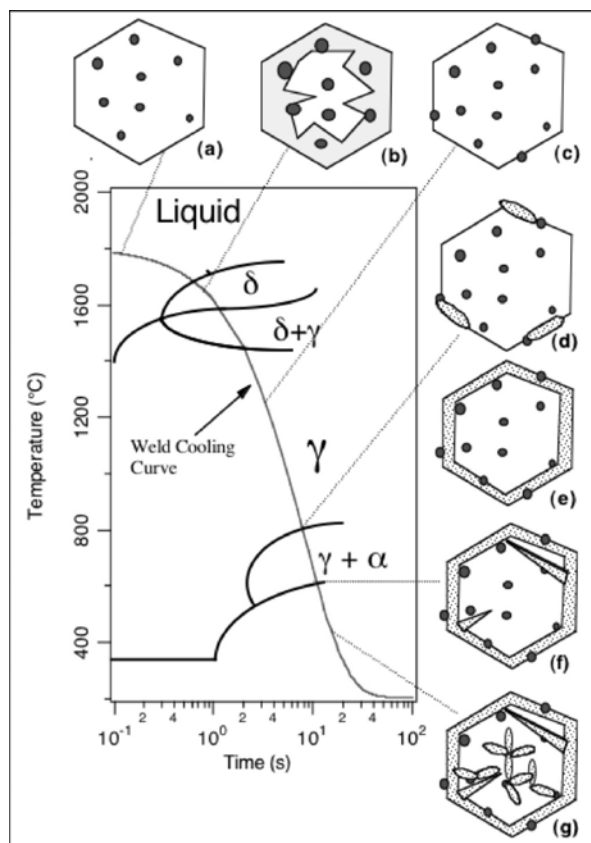 (a)
(b)
(c)
2000
Liquid
δ
1600
δ+γ
(d)
1200
Weld Cooling
Curve
γ
(e)
Temperature (°C)
800
γ + α
(f)
400
10⁻¹ 2 4 10⁰ 2 4 10¹ 2 4 10²
Time (s)
(g)